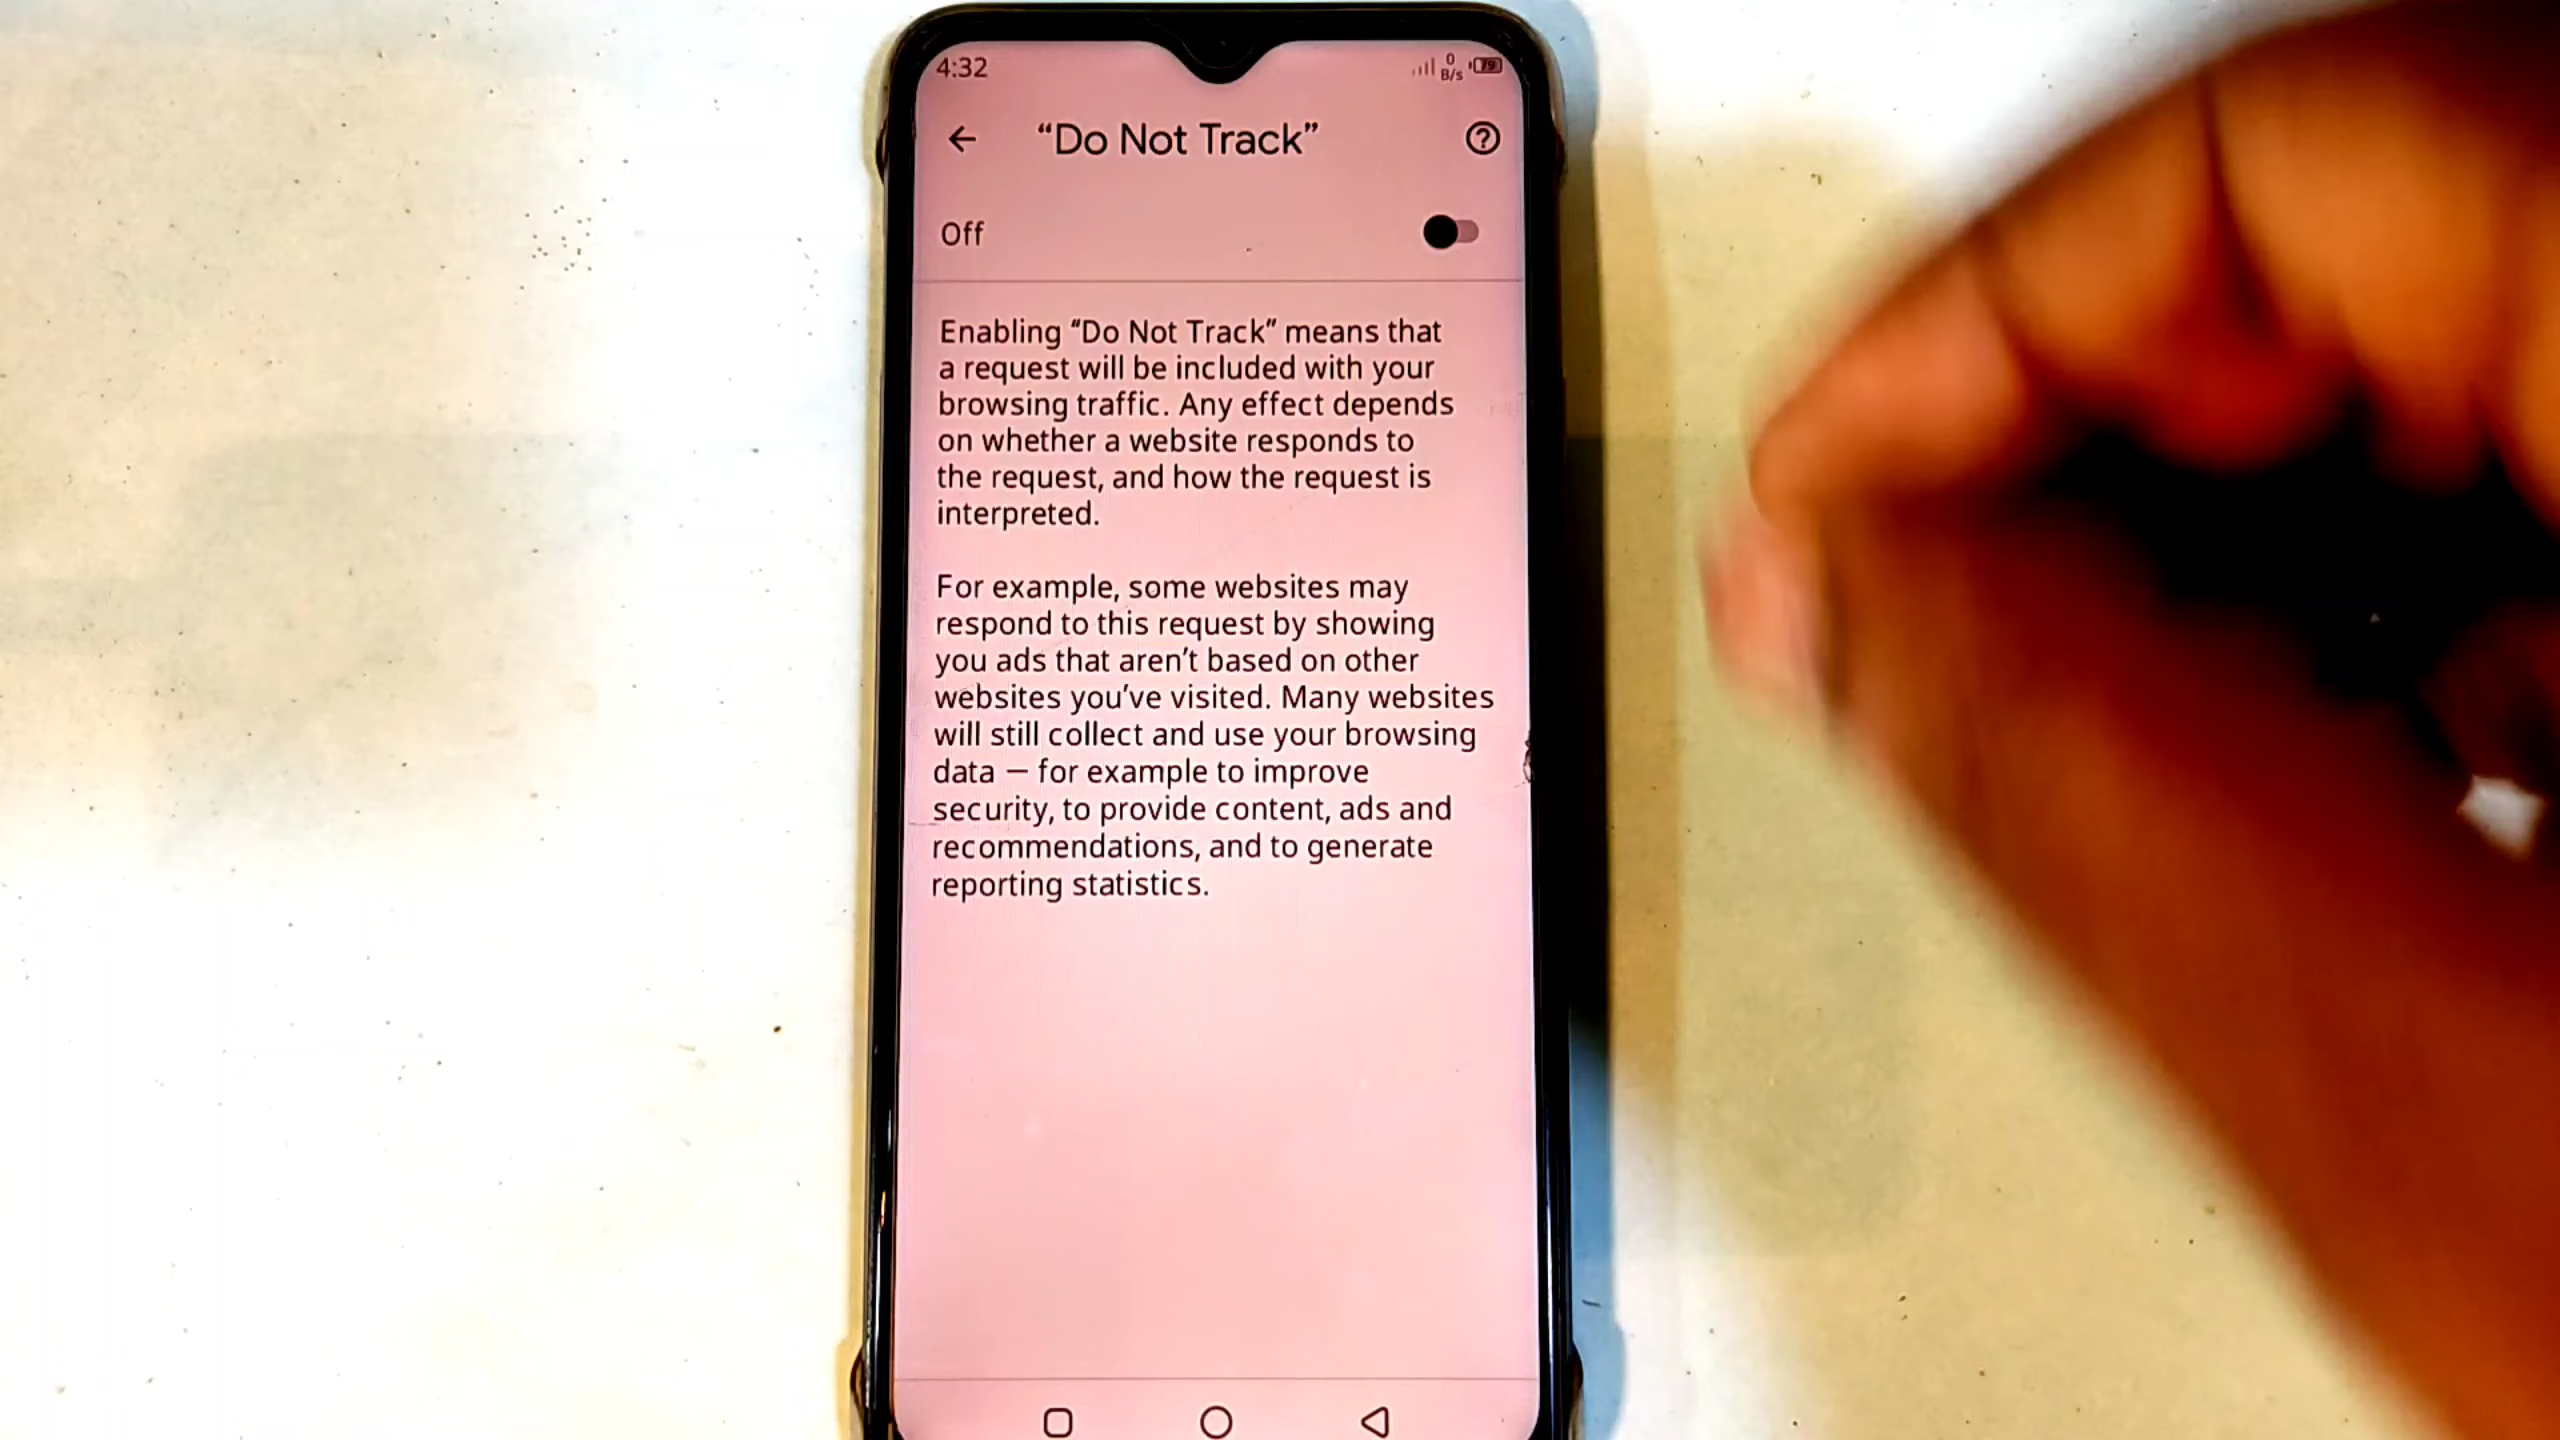 4:32
0
B/s
79
“Do Not Track”
Off
Enabling “Do Not Track” means that
a request will be included with your
browsing traffic. Any effect depends
on whether a website responds to
the request, and how the request is
interpreted.
For example, some websites may
respond to this request by showing
you ads that aren’t based on other
websites you’ve visited. Many websites
will still collect and use your browsing
data — for example to improve
security, to provide content, ads and
recommendations, and to generate
reporting statistics.